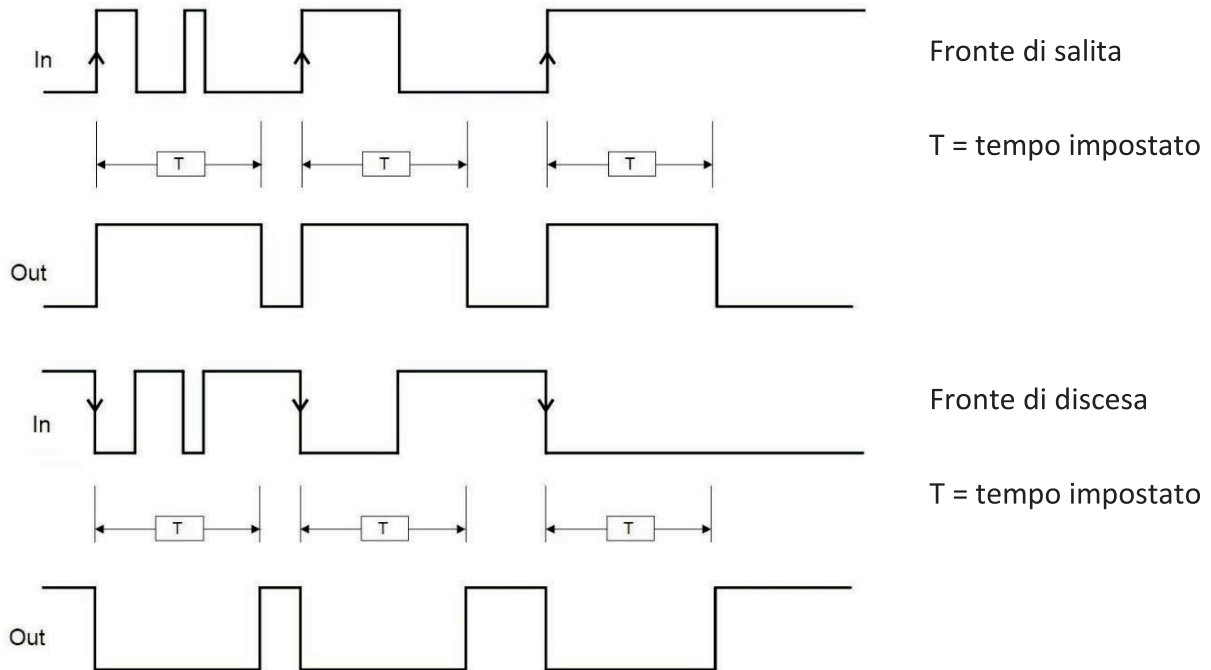 In
Fronte di salita
T = tempo impostato
T
T
T
Out
In
Fronte di discesa
T = tempo impostato
T
T
T
Out